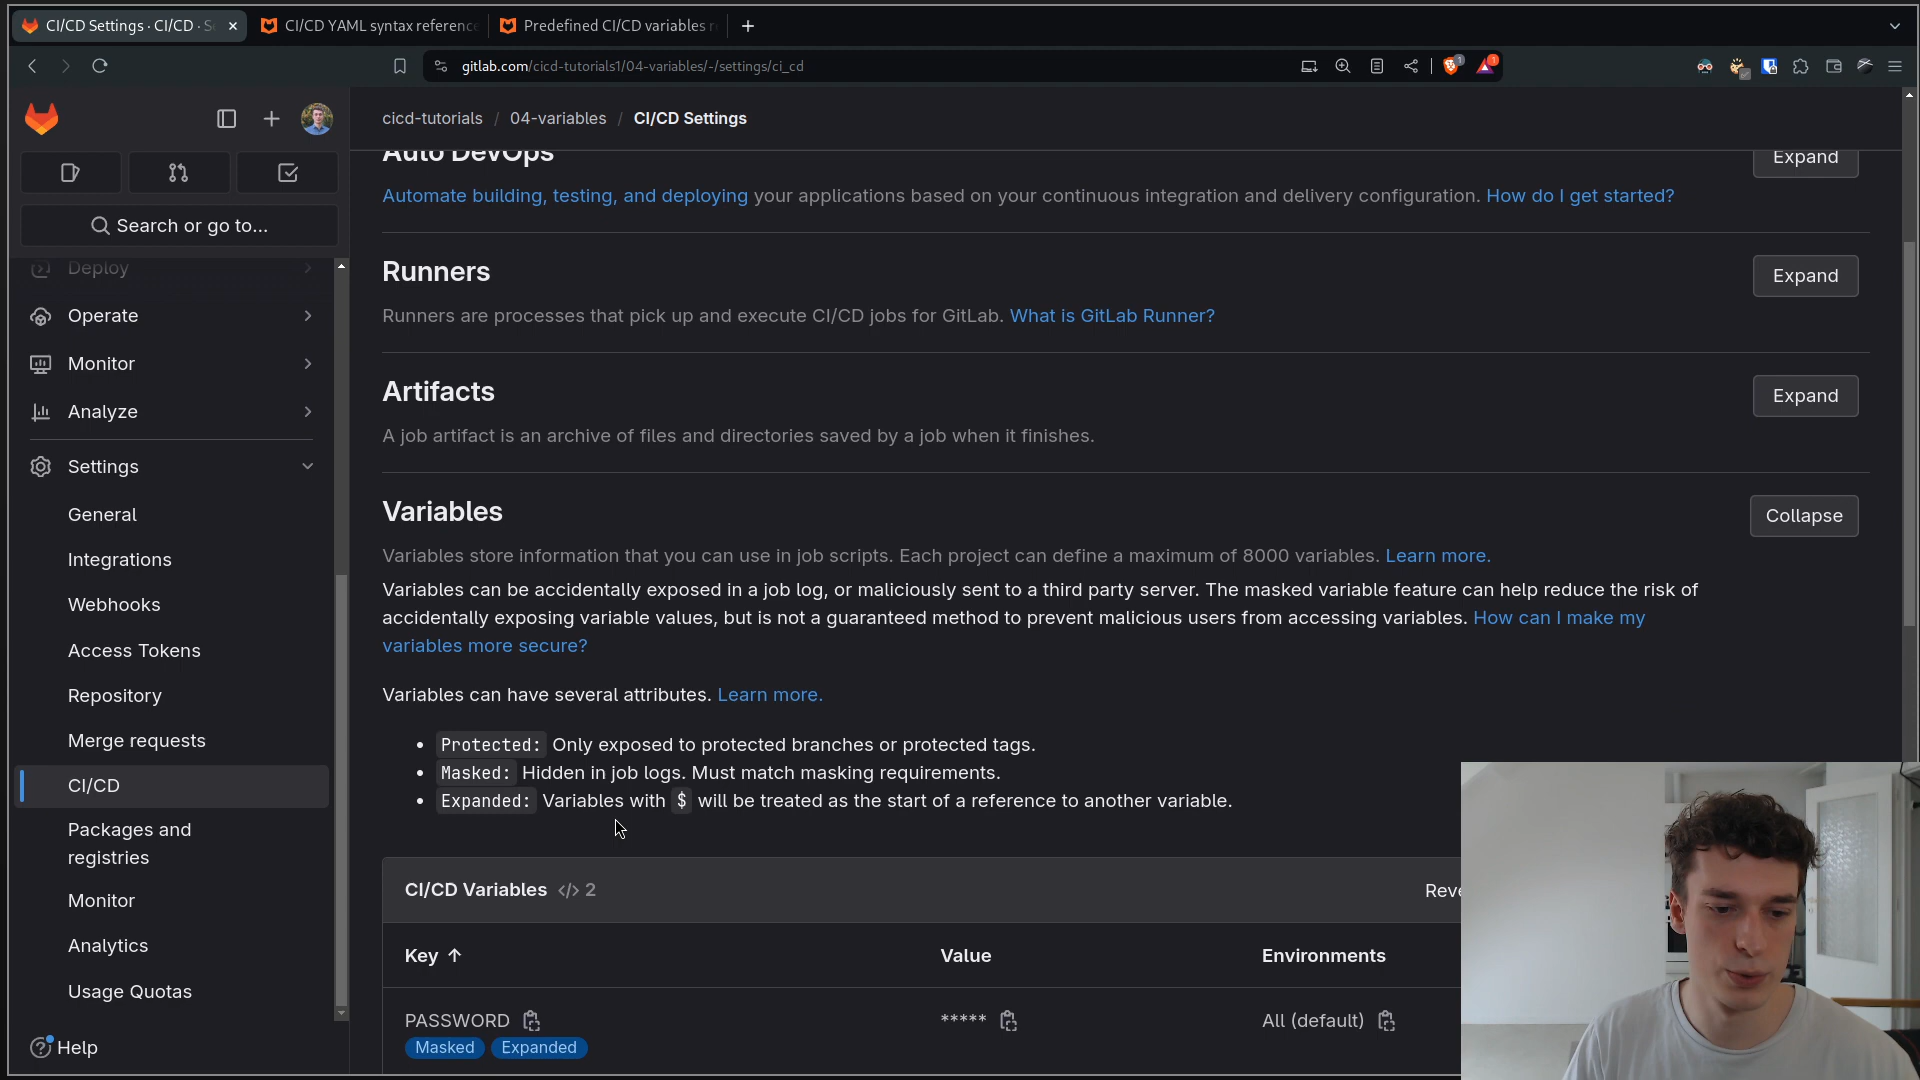 CI/CD Settings · CI/CD ·
CI/CD YAML syntax reference
Predefined CI/CD variables
gitlab.com/cicd-tutorials1/04-variables/-/settings/ci_cd
1
1
cicd-tutorials / 04-variables / CI/CD Settings
Search or go to...
Deploy
Operate
Monitor
Analyze
Settings
General
Integrations
Webhooks
Access Tokens
Repository
Merge requests
CI/CD
Packages and
registries
Monitor
Analytics
Usage Quotas
Help
Auto DevOps
Expand
Automate building, testing, and deploying your applications based on your continuous integration and delivery configuration. How do I get started?
Runners
Expand
Runners are processes that pick up and execute CI/CD jobs for GitLab. What is GitLab Runner?
Artifacts
Expand
A job artifact is an archive of files and directories saved by a job when it finishes.
Variables
Collapse
Variables store information that you can use in job scripts. Each project can define a maximum of 8000 variables. Learn more.
Variables can be accidentally exposed in a job log, or maliciously sent to a third party server. The masked variable feature can help reduce the risk of
accidentally exposing variable values, but is not a guaranteed method to prevent malicious users from accessing variables. How can I make my
variables more secure?
Variables can have several attributes. Learn more.
• Protected: Only exposed to protected branches or protected tags.
• Masked: Hidden in job logs. Must match masking requirements.
• Expanded: Variables with $ will be treated as the start of a reference to another variable.
CI/CD Variables </> 2
Reve
Key ↑ Value Environments
PASSWORD ***** All (default)
Masked Expanded